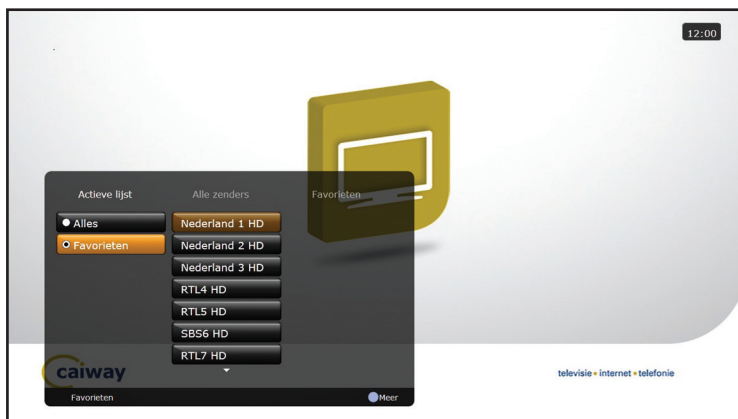 12:00
Actieve lijst
Alle zenders
Favorieten
Alles
Favorieten
Nederland 1 HD
Nederland 2 HD
Nederland 3 HD
RTL4 HD
RTL5 HD
SBS6 HD
RTL7 HD
caiway
televisie • internet • telefonie
Favorieten
Meer